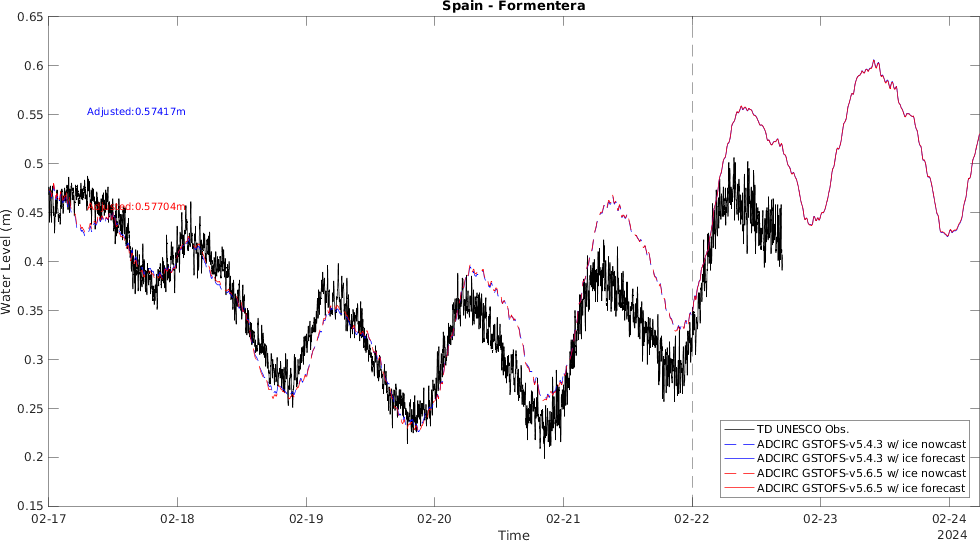 Spain - Formentera
0.65
0.6
0.55
0.5
0.45
0.4
0.35
0.3
0.25
0.2
0.15
Water Level (m)
Adjusted:0.57417m
Adjusted:0.57704m
TD UNESCO Obs.
ADCIRC GSTOFS-v5.4.3 w/ ice nowcast
ADCIRC GSTOFS-v5.4.3 w/ ice forecast
ADCIRC GSTOFS-v5.6.5 w/ ice nowcast
ADCIRC GSTOFS-v5.6.5 w/ ice forecast
02-17 02-18 02-19 02-20 02-21 02-22 02-23 02-24
Time
2024